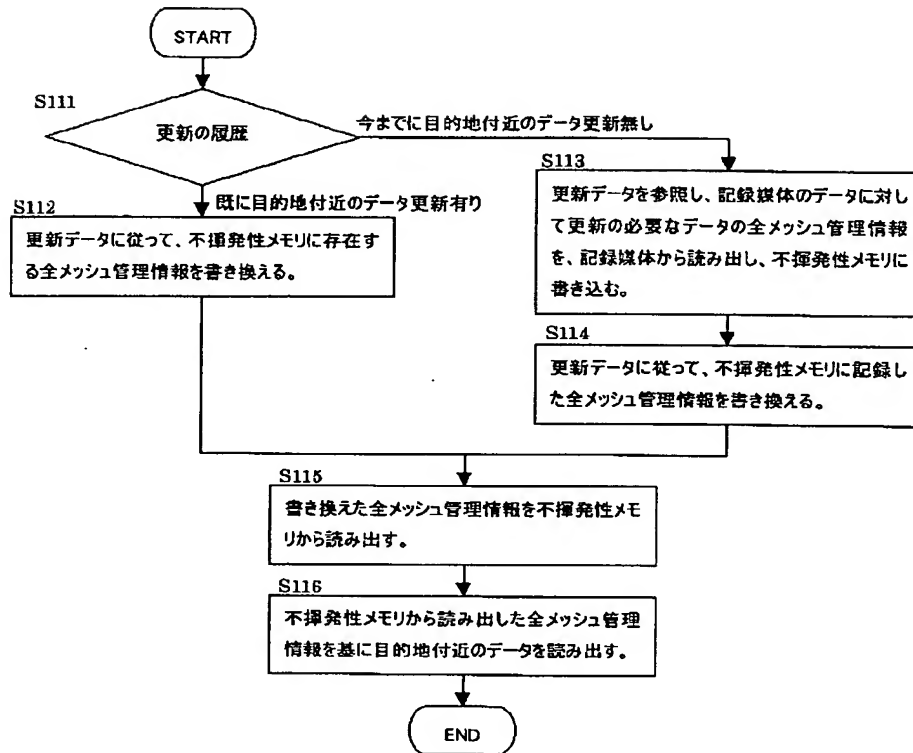 START
S111
更新の履歴
今までに目的地付近のデータ更新無し
S113
更新データを参照し、記録媒体のデータに対し
て更新の必要なデータの全メッシュ管理情報
を、記録媒体から読み出し、不揮発性メモリに
書き込む。
既に目的地付近のデータ更新有り
S112
更新データに従って、不揮発性メモリに存在す
る全メッシュ管理情報を書き換える。
S114
更新データに従って、不揮発性メモリに記録し
た全メッシュ管理情報を書き換える。
S115
書き換えた全メッシュ管理情報を不揮発性メモ
リから読み出す。
S116
不揮発性メモリから読み出した全メッシュ管理
情報を基に目的地付近のデータを読み出す。
END